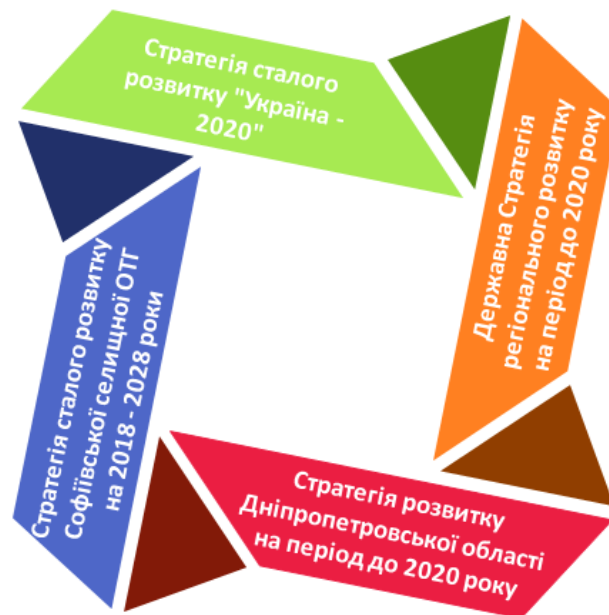 Стратегія сталого
розвитку "Україна -
2020"
Державна Стратегія
регіонального розвитку
на період до 2020 року
Стратегія розвитку
Дніпропетровської області
на період до 2020 року
Стратегія сталого розвитку
Софіївської селищної ОТГ
на 2018 - 2028 роки